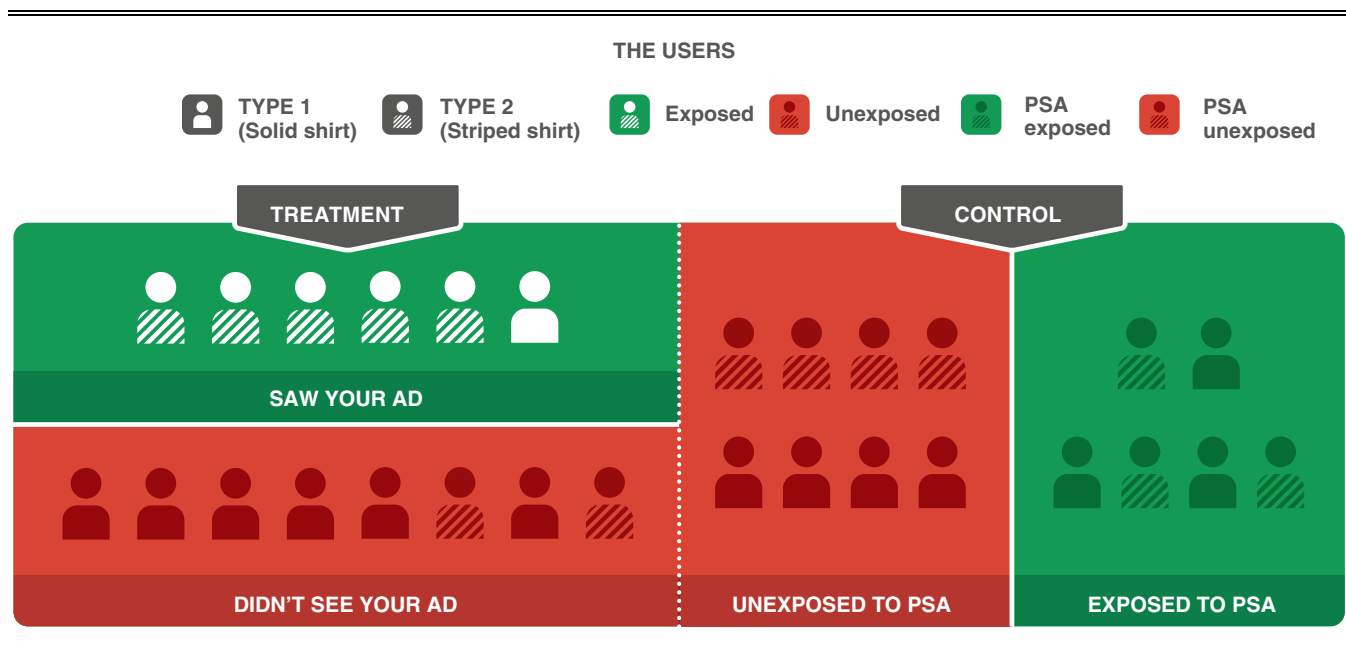 THE USERS
TYPE 1
(Solid shirt)
TYPE 2
(Striped shirt)
Exposed
Unexposed
PSA
exposed
PSA
unexposed
TREATMENT
CONTROL
SAW YOUR AD
DIDN’T SEE YOUR AD
UNEXPOSED TO PSA
EXPOSED TO PSA